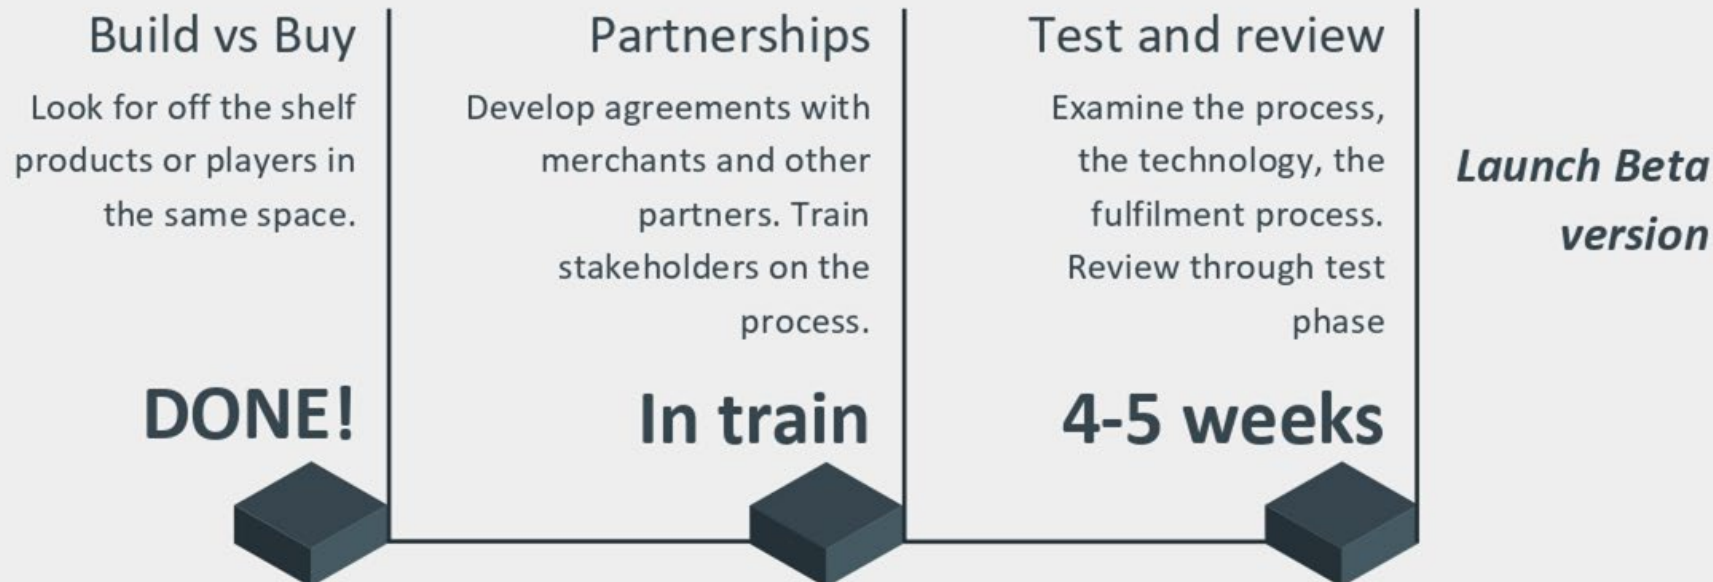 Build vs Buy
Look for off the shelf
products or players in
the same space.
DONE!
Partnerships
Develop agreements with
merchants and other
partners. Train
stakeholders on the
process.
In train
Test and review
Examine the process,
the technology, the
fulfilment process.
Review through test
phase
4-5 weeks
Launch Beta
version